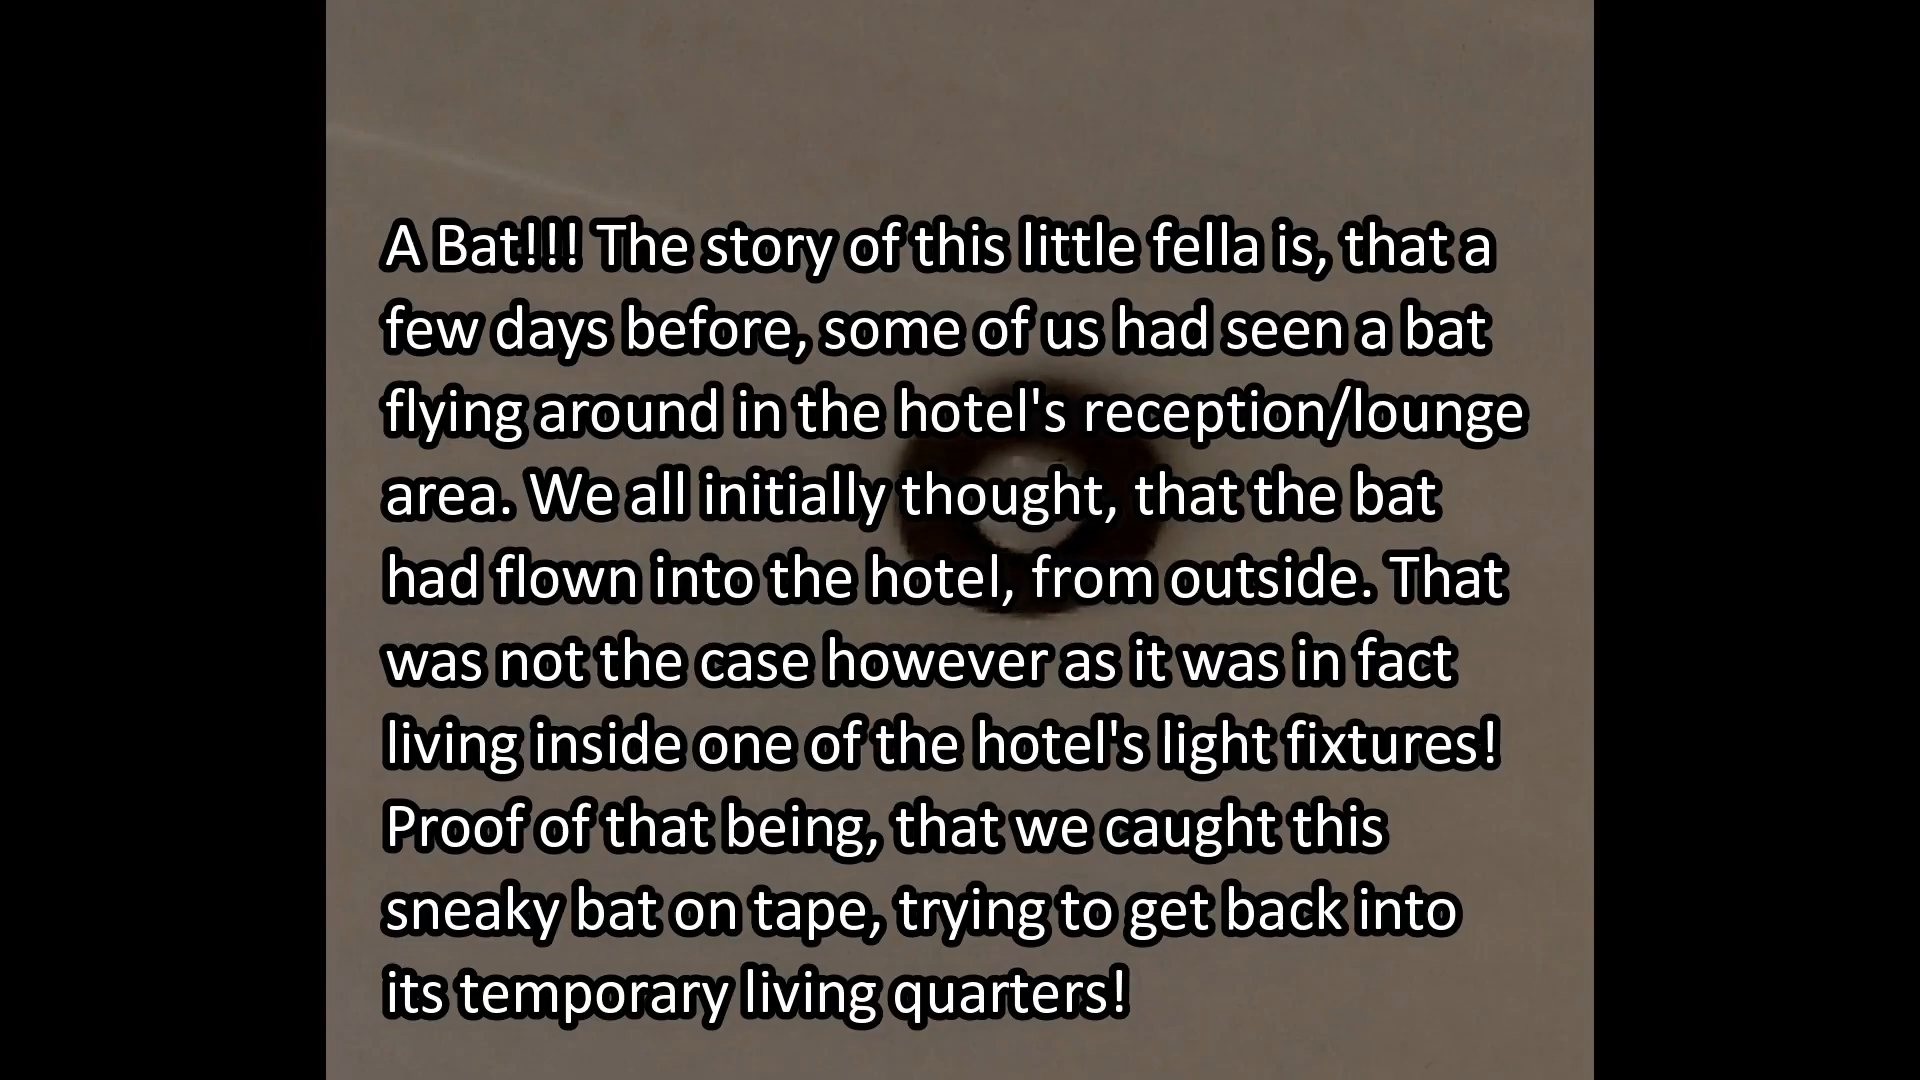 A Bat!!! The story of this little fella is, that a
few days before, some of us had seen a bat
flying around in the hotel's reception/lounge
area. We all initially thought, that the bat
had flown into the hotel, from outside. That
was not the case however as it was in fact
living inside one of the hotel's light fixtures!
Proof of that being, that we caught this
sneaky bat on tape, trying to get back into
its temporary living quarters!